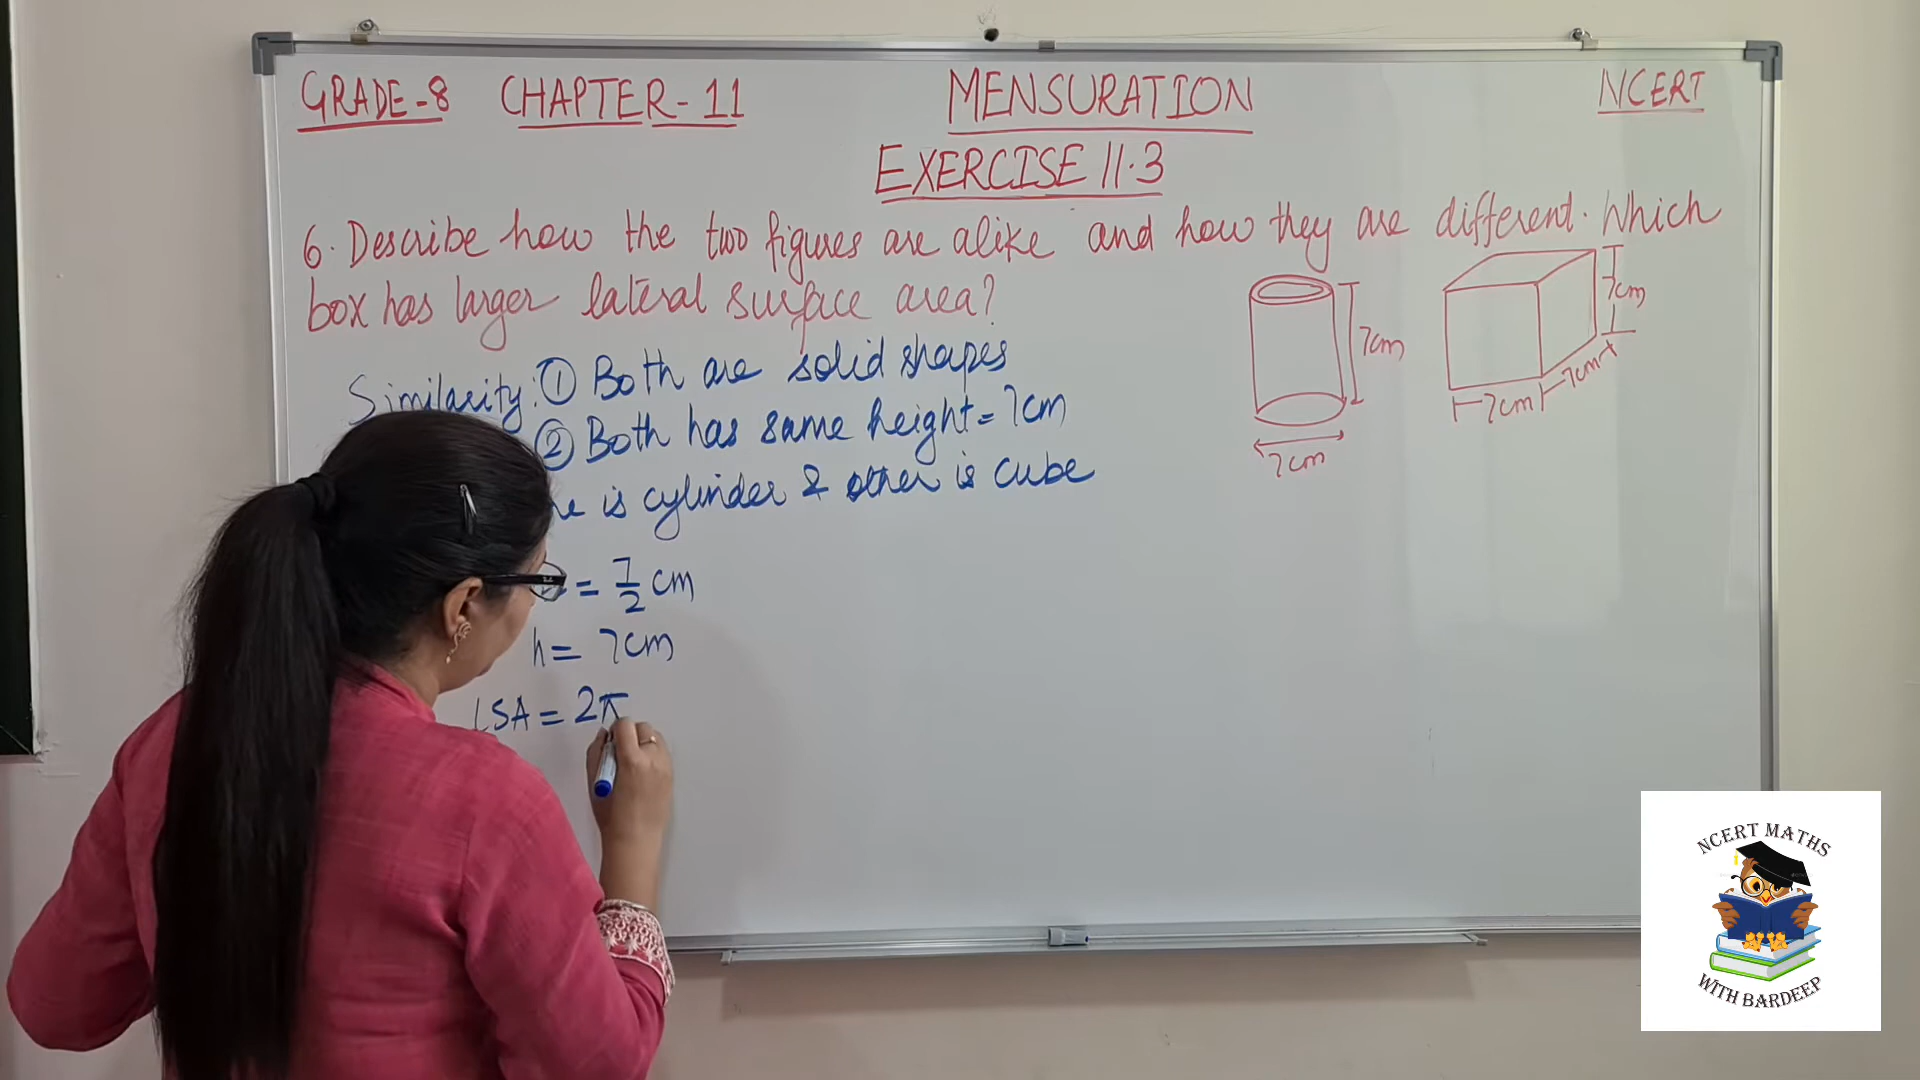 GRADE-8 CHAPTER-11 MENSURATION NCERT
EXERCISE 11.3
6. Describe how the two figures are alike and how they are different. Which
box has larger lateral surface area?
Similarity: ① Both are solid shapes
② Both has same height = 7cm
is cylinder & other is cube
= 7/2 cm
h = 7cm
LSA = 2π
7cm
7cm
7cm
7cm
7cm
NCERT MATHS
WITH BARDEEP